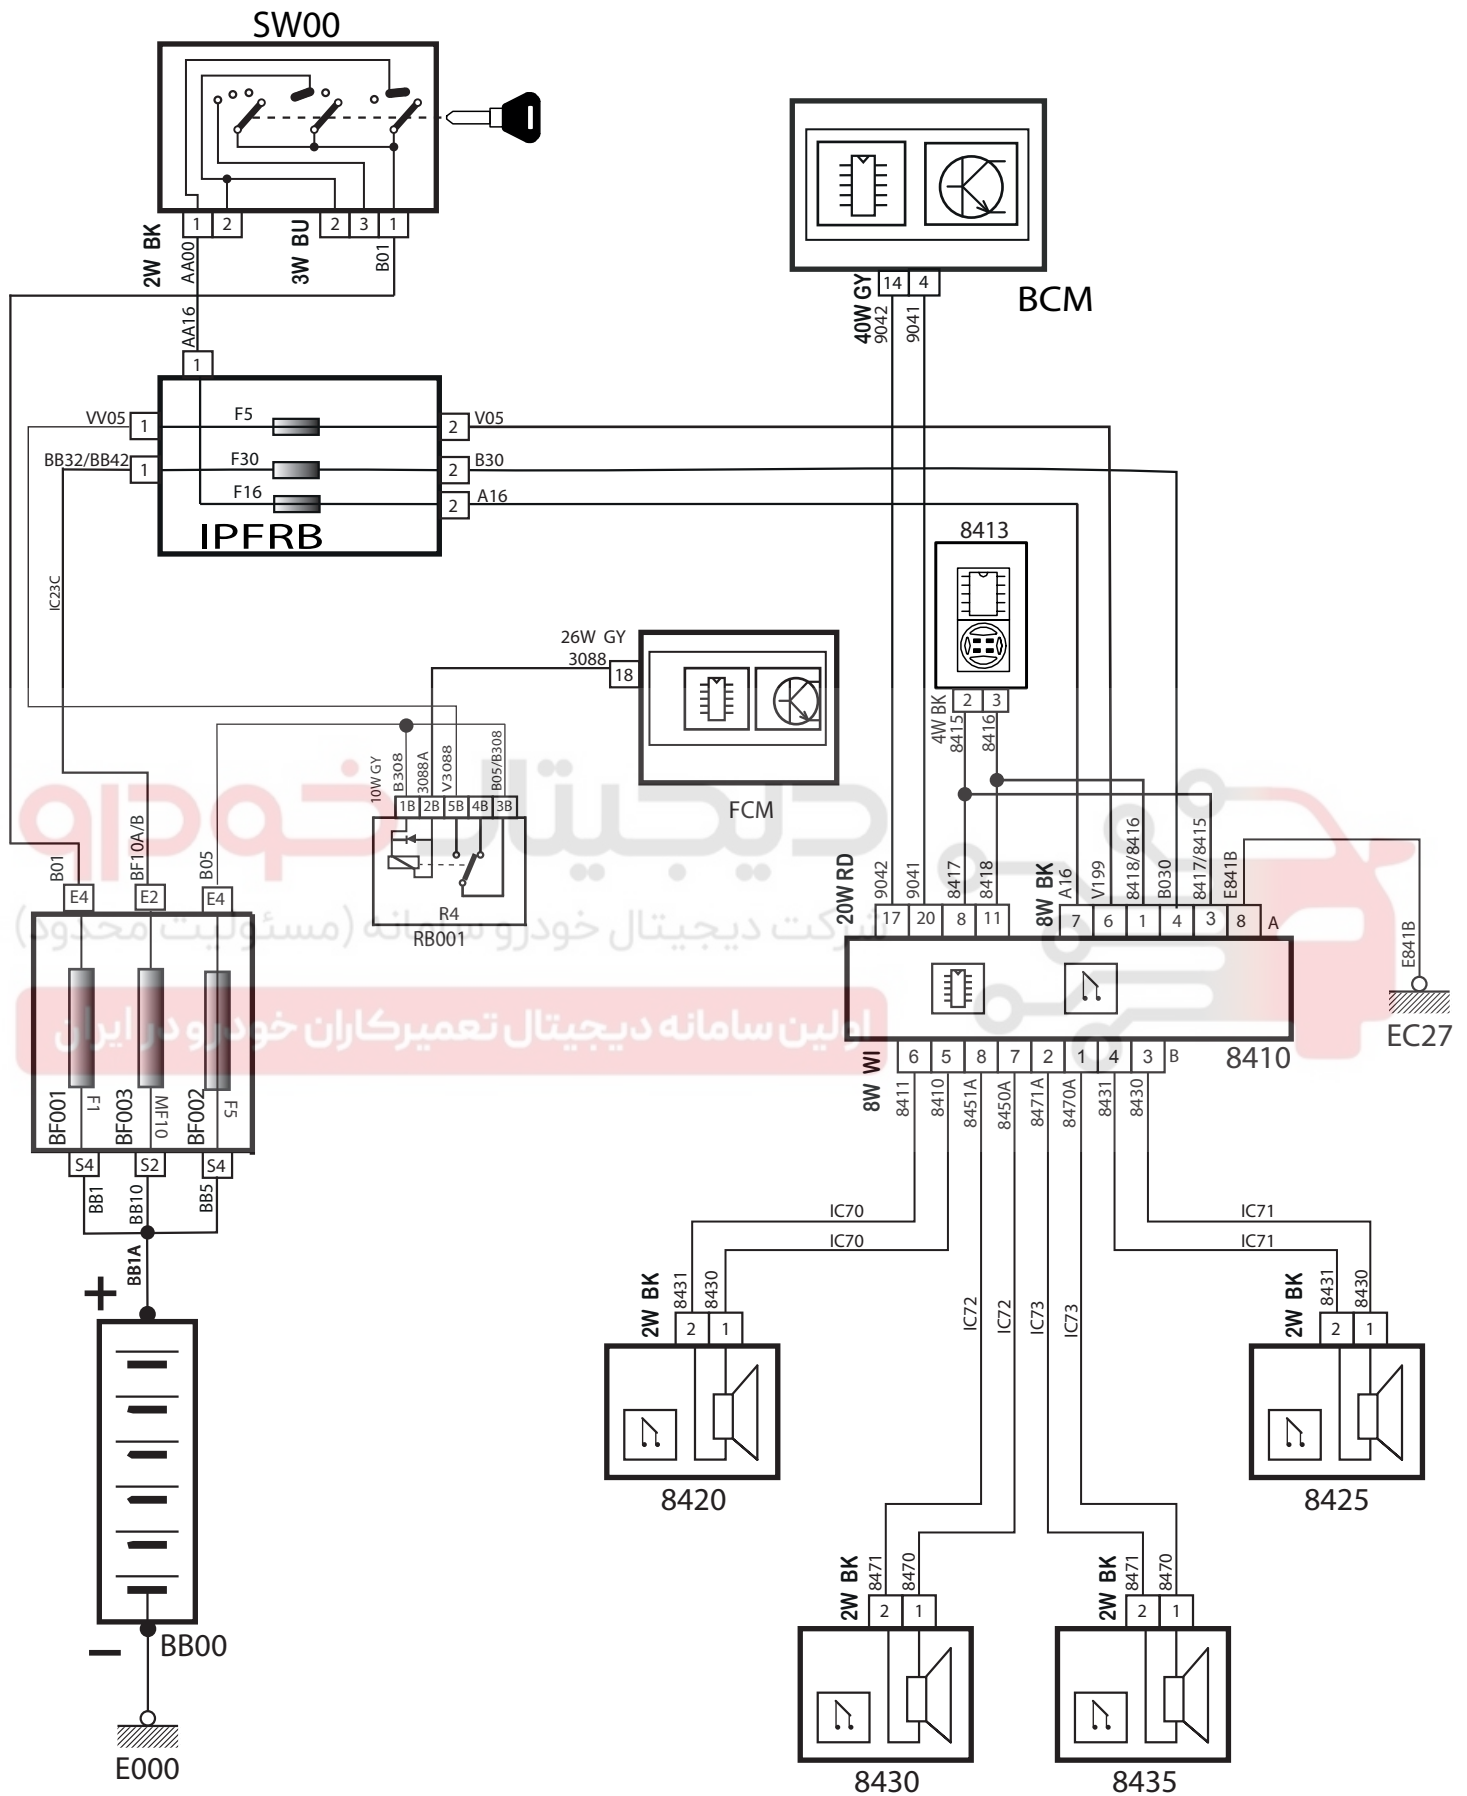 SW00
1
2
2
3
1
2W BK
AA00
3W BU
B01
AA16
1
BCM
14
4
40W GY
9042
9041
VV05
1
F5
2
V05
BB32/BB42
1
F30
2
B30
F16
2
A16
IPFRB
IC23C
8413
2
3
4W BK
8415
8416
26W GY
3088
18
FCM
10W GY
B308
3088A
V3088
B05/B308
1B
2B
5B
4B
3B
R4
RB001
دیجیتال خودرو
شرکت دیجیتال خودرو سامانه (مسئولیت محدود)
اولین سامانه دیجیتال تعمیرکاران خودرو در ایران
B01
BF10A/B
B05
E4
E2
E4
BF001
F1
BF003
MF10
BF002
F5
S4
S2
S4
BB1
BB10
BB5
BB1A
+
−
BB00
E000
20W RD
9042
9041
8417
8418
8W BK
A16
V199
8418/8416
B030
8417/8415
E841B
17
20
8
11
7
6
1
4
3
8
A
E841B
EC27
8410
6
5
8
7
2
1
4
3
B
8W WI
8411
8410
8451A
8450A
8471A
8470A
8431
8430
IC70
IC70
IC71
IC71
IC72
IC72
IC73
IC73
2W BK
8431
8430
2
1
8420
2W BK
8431
8430
2
1
8425
2W BK
8471
8470
2
1
8430
2W BK
8471
8470
2
1
8435